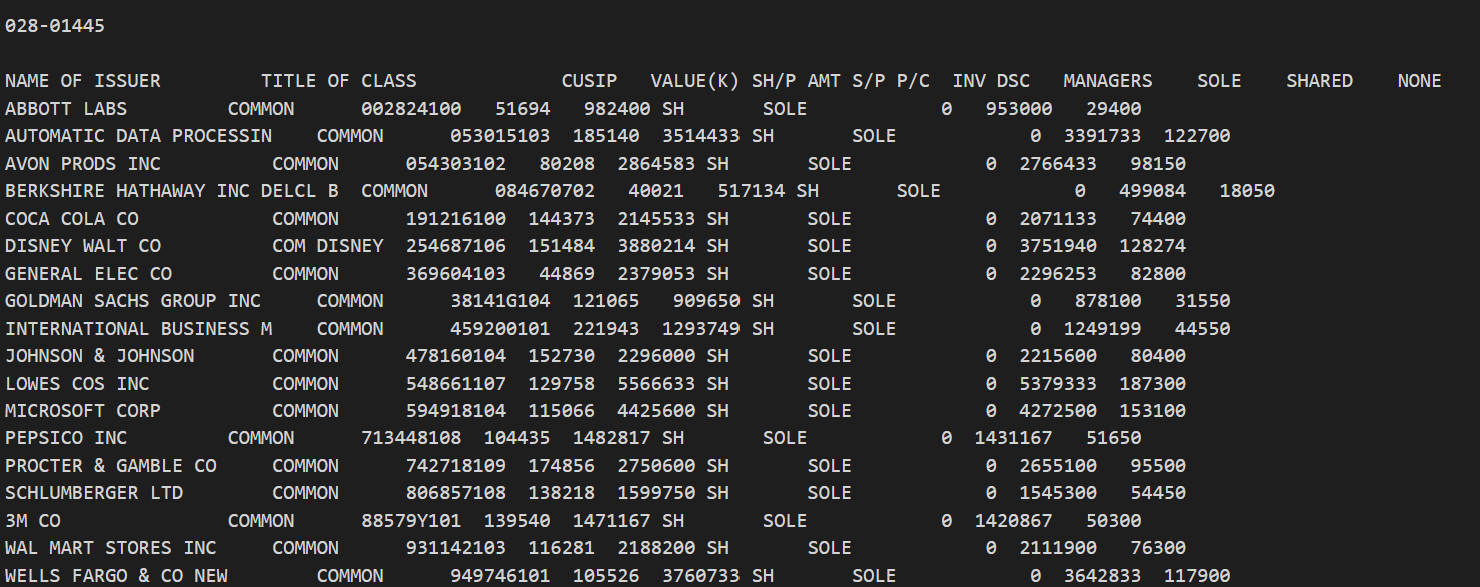 028-01445
NAME OF ISSUER TITLE OF CLASS CUSIP VALUE(K) SH/P AMT S/P P/C INV DSC MANAGERS SOLE SHARED NONE
ABBOTT LABS COMMON 002824100 51694 982400 SH SOLE 0 953000 29400
AUTOMATIC DATA PROCESSIN COMMON 053015103 185140 3514433 SH SOLE 0 3391733 122700
AVON PRODS INC COMMON 054303102 80208 2864583 SH SOLE 0 2766433 98150
BERKSHIRE HATHAWAY INC DELCL B COMMON 084670702 40021 517134 SH SOLE 0 499084 18050
COCA COLA CO COMMON 191216100 144373 2145533 SH SOLE 0 2071133 74400
DISNEY WALT CO COM DISNEY 254687106 151484 3880214 SH SOLE 0 3751940 128274
GENERAL ELEC CO COMMON 369604103 44869 2379053 SH SOLE 0 2296253 82800
GOLDMAN SACHS GROUP INC COMMON 38141G104 121065 909650 SH SOLE 0 878100 31550
INTERNATIONAL BUSINESS M COMMON 459200101 221943 1293749 SH SOLE 0 1249199 44550
JOHNSON & JOHNSON COMMON 478160104 152730 2296000 SH SOLE 0 2215600 80400
LOWES COS INC COMMON 548661107 129758 5566633 SH SOLE 0 5379333 187300
MICROSOFT CORP COMMON 594918104 115066 4425600 SH SOLE 0 4272500 153100
PEPSICO INC COMMON 713448108 104435 1482817 SH SOLE 0 1431167 51650
PROCTER & GAMBLE CO COMMON 742718109 174856 2750600 SH SOLE 0 2655100 95500
SCHLUMBERGER LTD COMMON 806857108 138218 1599750 SH SOLE 0 1545300 54450
3M CO COMMON 88579Y101 139540 1471167 SH SOLE 0 1420867 50300
WAL MART STORES INC COMMON 931142103 116281 2188200 SH SOLE 0 2111900 76300
WELLS FARGO & CO NEW COMMON 949746101 105526 3760733 SH SOLE 0 3642833 117900